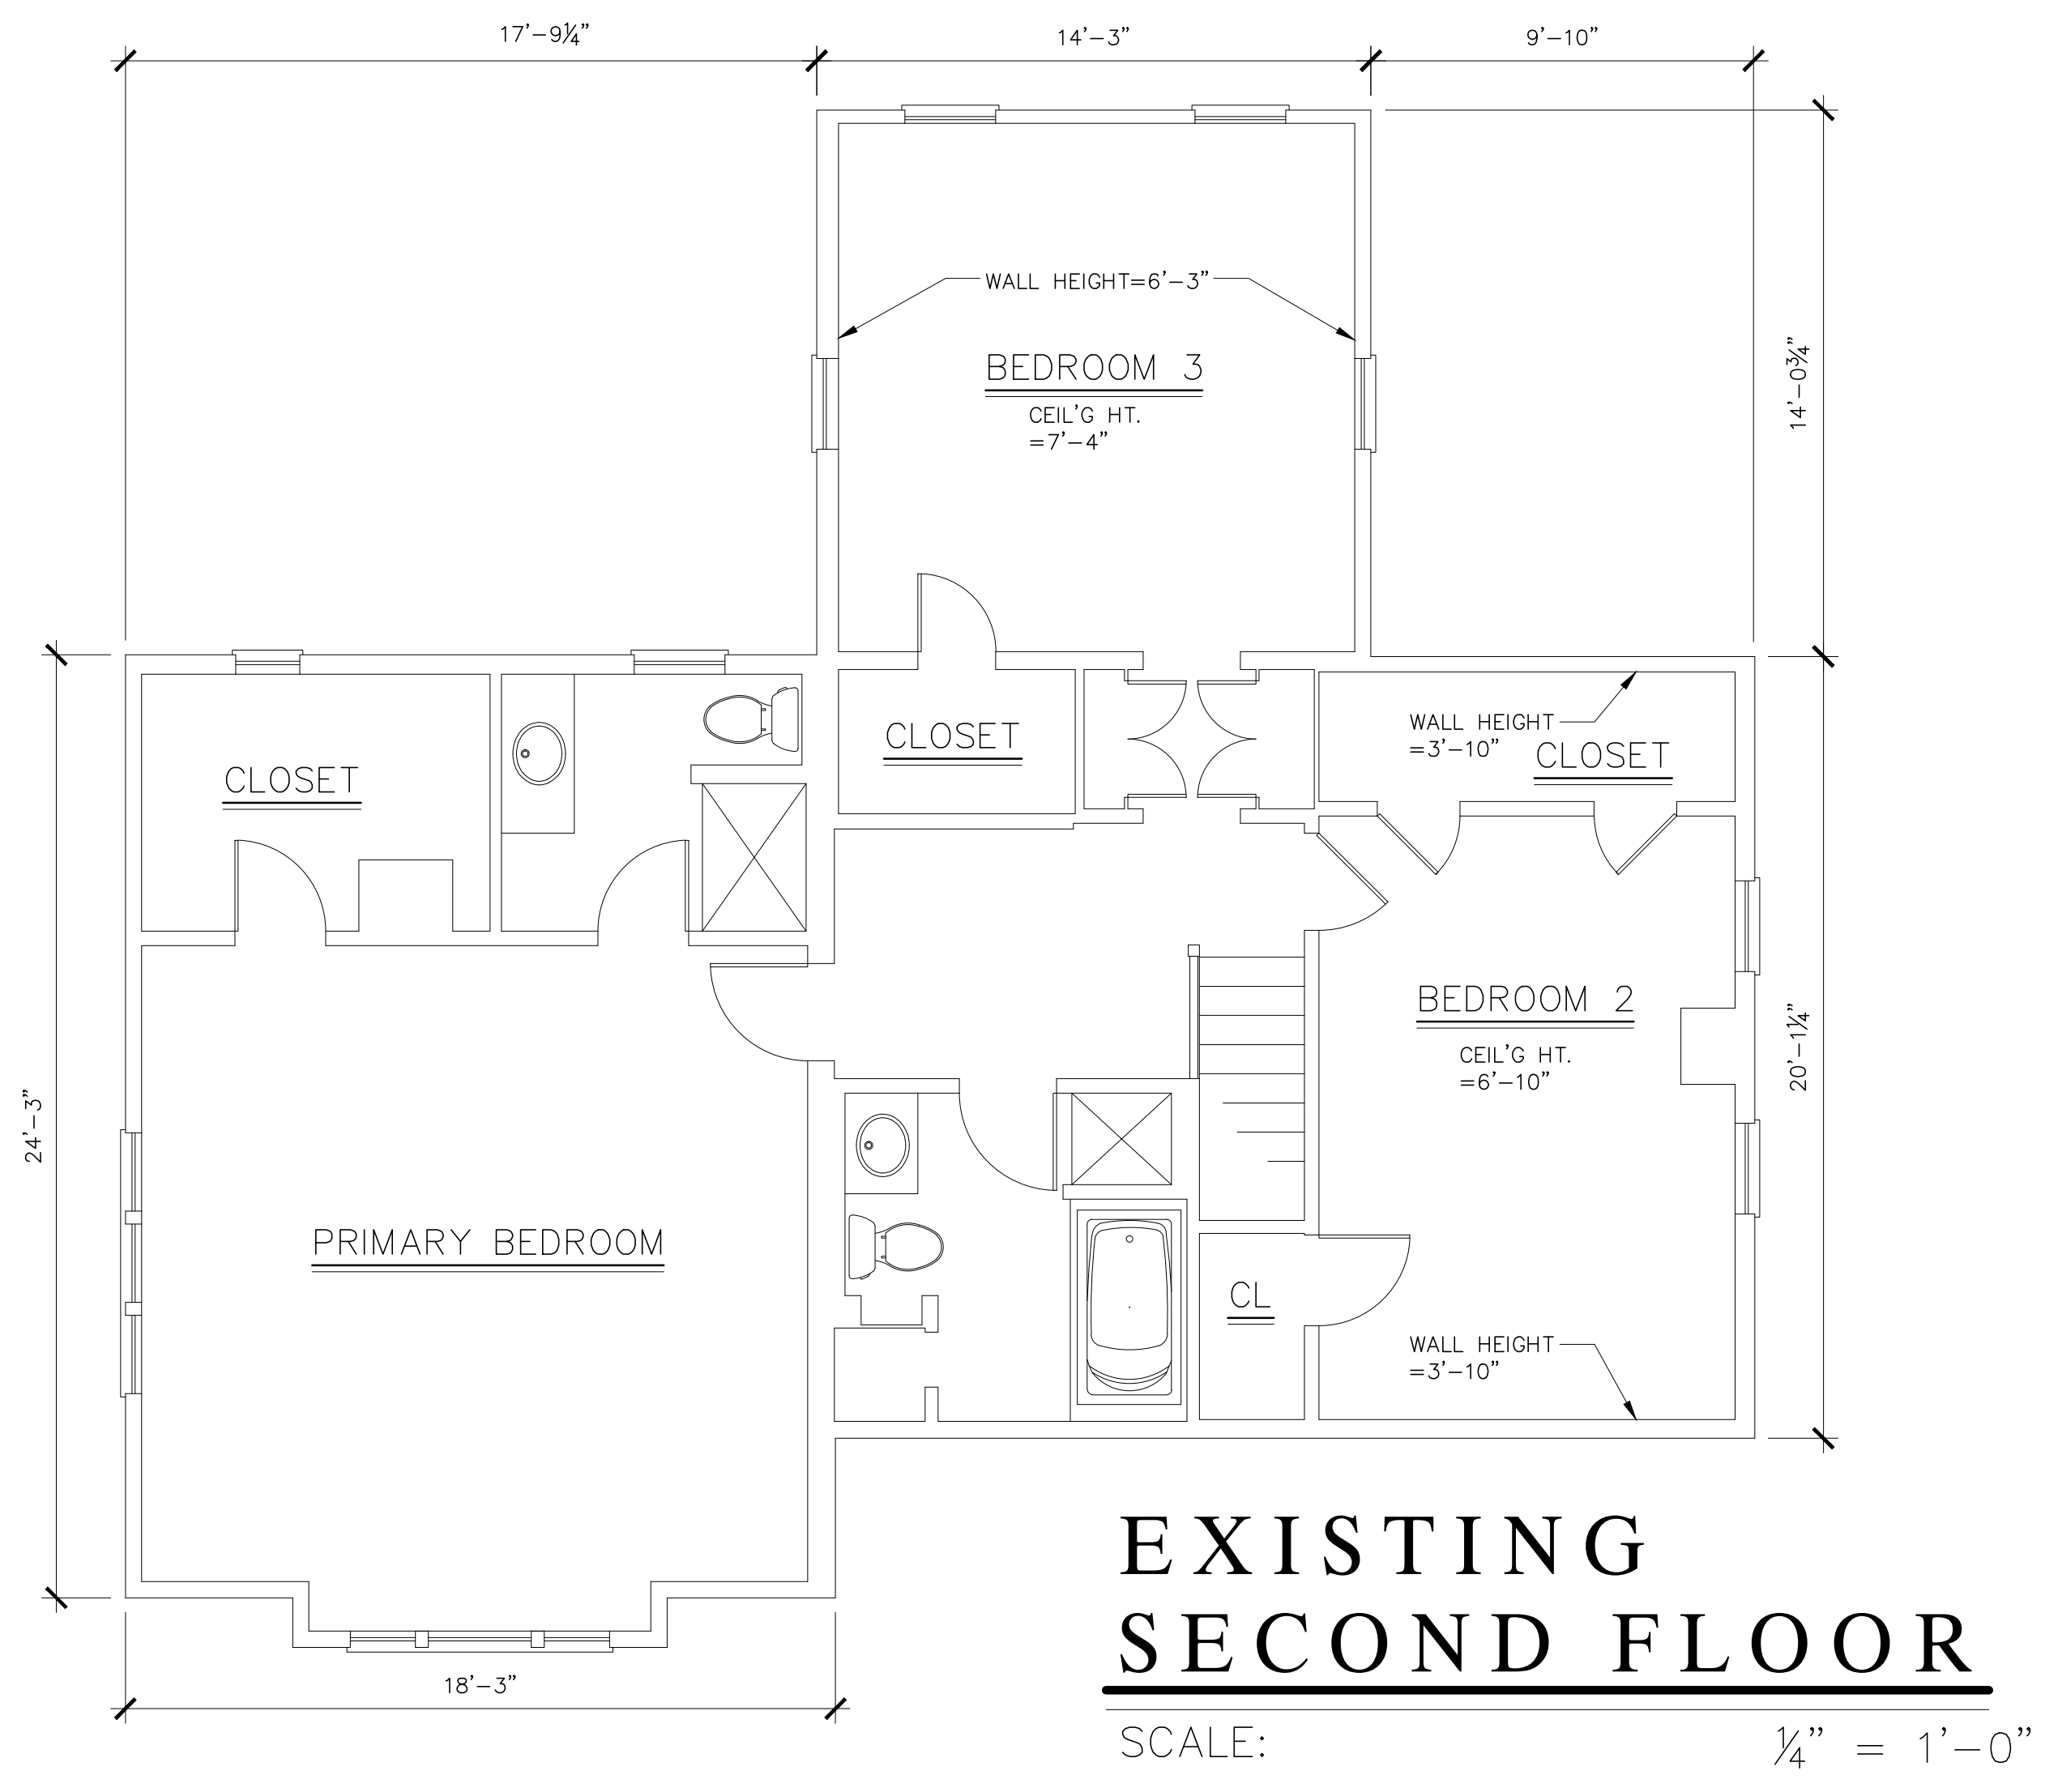 17'-9¼"
14'-3"
9'-10"
WALL HEIGHT=6'-3"
14'-0¾"
BEDROOM 3
CEIL'G HT.
=7'-4"
WALL HEIGHT
=3'-10"
CLOSET
CLOSET
CLOSET
BEDROOM 2
CEIL'G HT.
=6'-10"
20'-1¼"
24'-3"
PRIMARY BEDROOM
CL
WALL HEIGHT
=3'-10"
EXISTING
SECOND FLOOR
18'-3"
SCALE: ¼" = 1'-0"